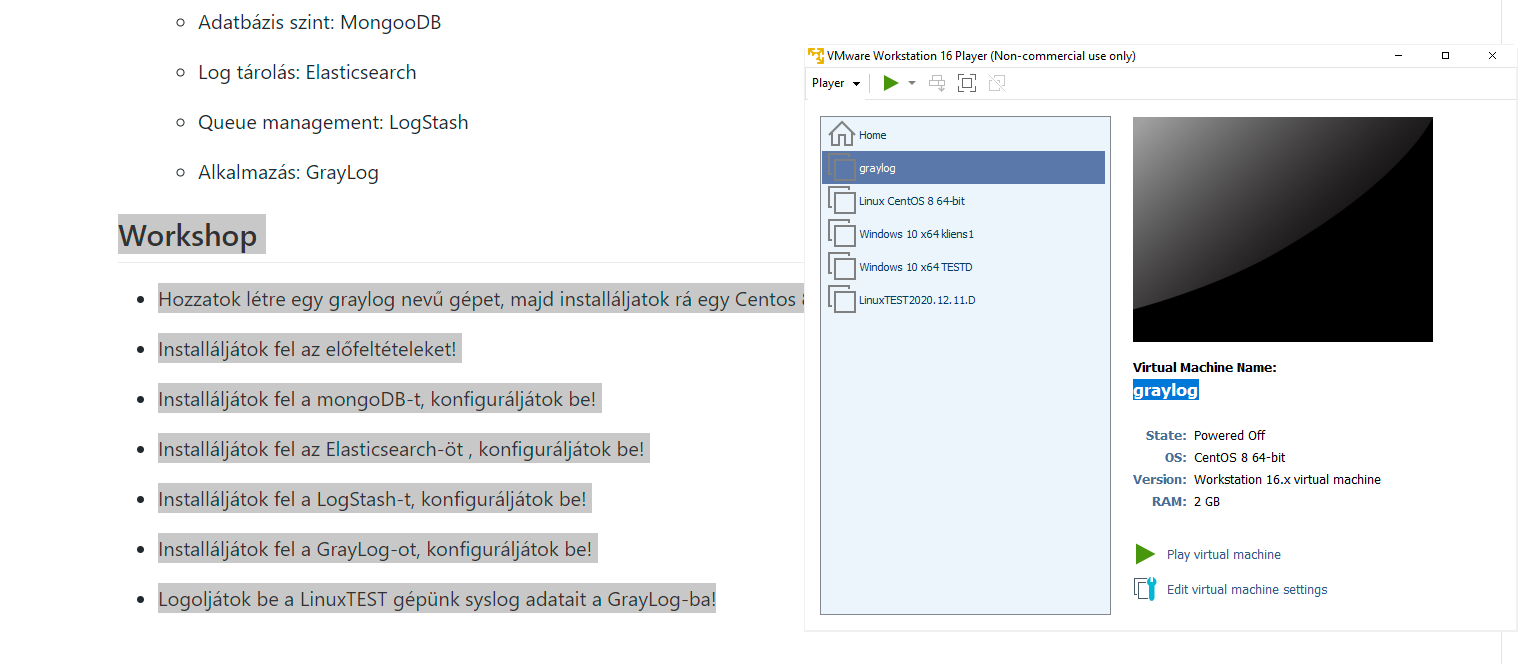 Adatbázis szint: MongooDB
Log tárolás: Elasticsearch
Queue management: LogStash
Alkalmazás: GrayLog
Workshop
Hozzatok létre egy graylog nevű gépet, majd installáljatok rá egy Centos
Installáljátok fel az előfeltételeket!
Installáljátok fel a mongoDB-t, konfiguráljátok be!
Installáljátok fel az Elasticsearch-öt , konfiguráljátok be!
Installáljátok fel a LogStash-t, konfiguráljátok be!
Installáljátok fel a GrayLog-ot, konfiguráljátok be!
Logoljátok be a LinuxTEST gépünk syslog adatait a GrayLog-ba!
VMware Workstation 16 Player (Non-commercial use only)
Player
Home
graylog
Linux CentOS 8 64-bit
Windows 10 x64 kliens1
Windows 10 x64 TESTD
LinuxTEST2020.12.11.D
Virtual Machine Name:
graylog
State: Powered Off
OS: CentOS 8 64-bit
Version: Workstation 16.x virtual machine
RAM: 2 GB
Play virtual machine
Edit virtual machine settings